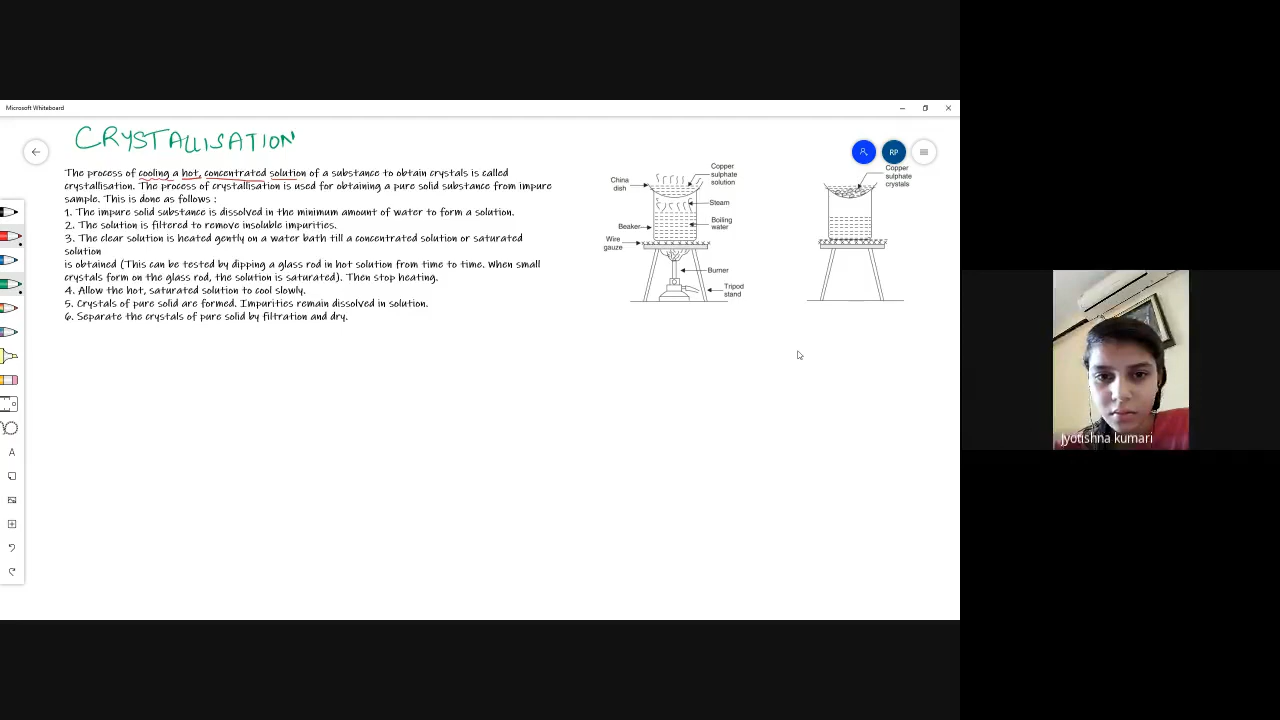 Microsoft Whiteboard
CRYSTALLISATION
RP
The process of cooling a hot, concentrated solution of a substance to obtain crystals is called
crystallisation. The process of crystallisation is used for obtaining a pure solid substance from impure
sample. This is done as follows :
1. The impure solid substance is dissolved in the minimum amount of water to form a solution.
2. The solution is filtered to remove insoluble impurities.
3. The clear solution is heated gently on a water bath till a concentrated solution or saturated
solution
is obtained (This can be tested by dipping a glass rod in hot solution from time to time. When small
crystals form on the glass rod, the solution is saturated). Then stop heating.
4. Allow the hot, saturated solution to cool slowly.
5. Crystals of pure solid are formed. Impurities remain dissolved in solution.
6. Separate the crystals of pure solid by filtration and dry.
Copper
sulphate
solution
China
dish
Steam
Boiling
water
Beaker
Wire
gauze
Burner
Tripod
stand
Copper
sulphate
crystals
A
Jyotishna kumari